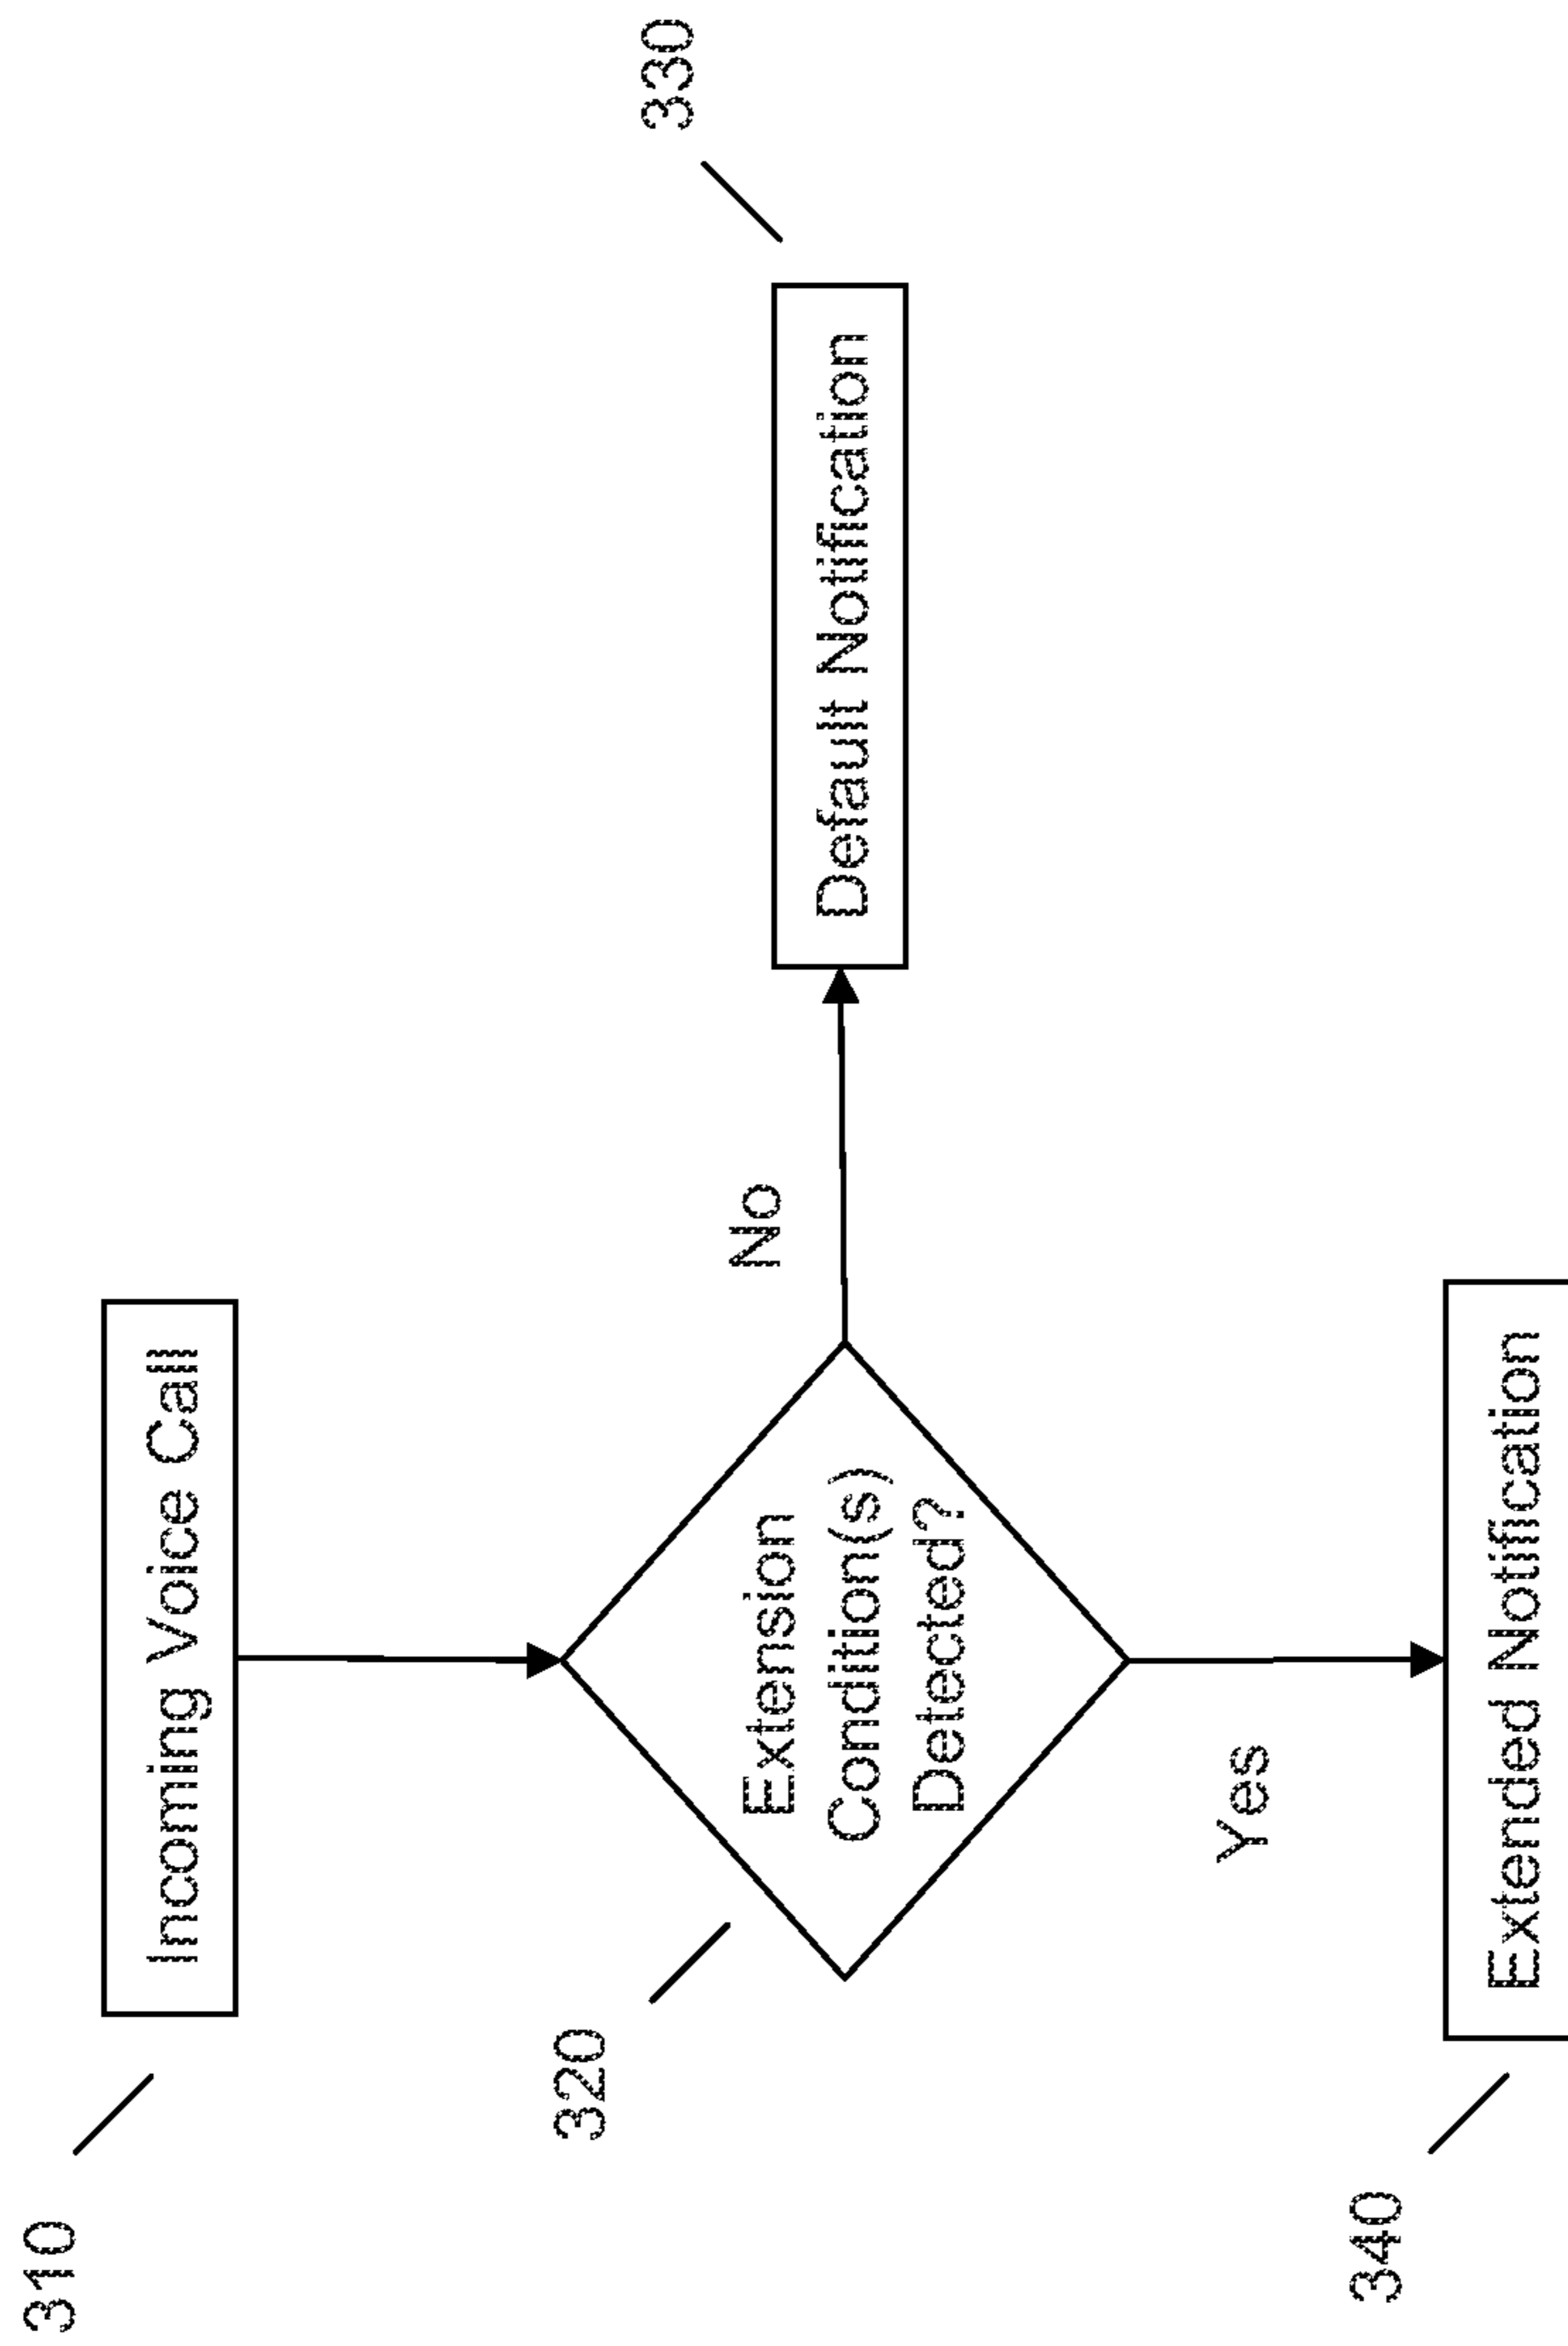 310
Incoming Voice Call
320
Extension
Condition(s)
Detected?
No
330
Default Notification
Yes
340
Extended Notification